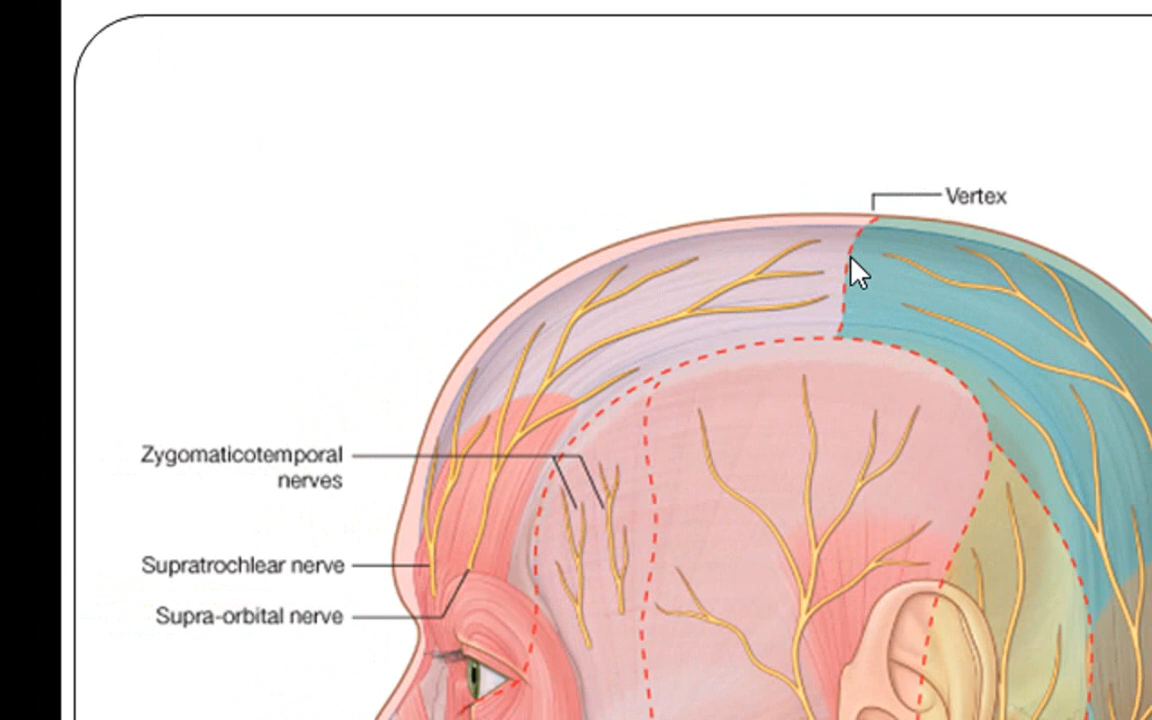 Vertex
Zygomaticotemporal
nerves
Supratrochlear nerve
Supra-orbital nerve